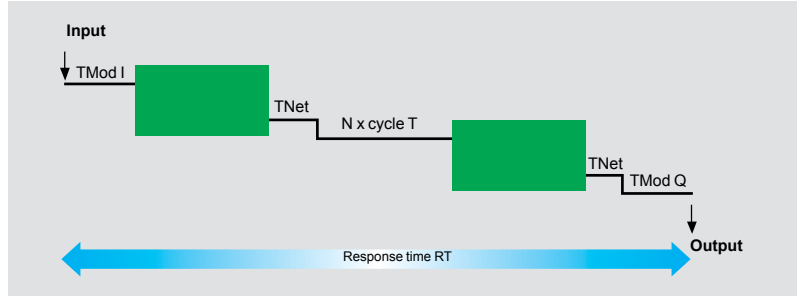 Input
TMod I
TNet
N x cycle T
TNet
TMod Q
Output
Response time RT